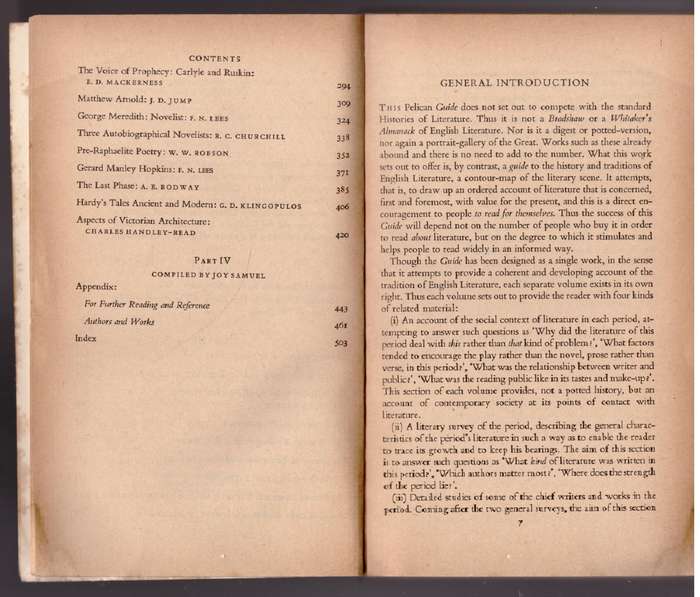 CONTENTS
The Voice of Prophecy: Carlyle and Ruskin:
E. D. MACKERNESS 294
Matthew Arnold: J. D. JUMP 309
George Meredith: Novelist: F. N. LEES 324
Three Autobiographical Novelists: R. C. CHURCHILL 338
Pre-Raphaelite Poetry: W. W. ROBSON 352
Gerard Manley Hopkins: F. N. LEES 371
The Last Phase: A. E. RODWAY 385
Hardy's Tales Ancient and Modern: G. D. KLINGOPULOS 406
Aspects of Victorian Architecture:
CHARLES HANDLEY-READ 420
PART IV
COMPILED BY JOY SAMUEL
Appendix:
For Further Reading and Reference 443
Authors and Works 461
Index 503
GENERAL INTRODUCTION
THIS Pelican Guide does not set out to compete with the standard
Histories of Literature. Thus it is not a Bradshaw or a Whitaker's
Almanack of English Literature. Nor is it a digest or potted-version,
nor again a portrait-gallery of the Great. Works such as these already
abound and there is no need to add to the number. What this work
sets out to offer is, by contrast, a guide to the history and traditions of
English Literature, a contour-map of the literary scene. It attempts,
that is, to draw up an ordered account of literature that is concerned,
first and foremost, with value for the present, and this is a direct en-
couragement to people to read for themselves. Thus the success of this
Guide will depend not on the number of people who buy it in order
to read about literature, but on the degree to which it stimulates and
helps people to read widely in an informed way.
Though the Guide has been designed as a single work, in the sense
that it attempts to provide a coherent and developing account of the
tradition of English Literature, each separate volume exists in its own
right. Thus each volume sets out to provide the reader with four kinds
of related material:
(i) An account of the social context of literature in each period, at-
tempting to answer such questions as 'Why did the literature of this
period deal with this rather than that kind of problem?', 'What factors
tended to encourage the play rather than the novel, prose rather than
verse, in this period?', 'What was the relationship between writer and
public?', 'What was the reading public like in its tastes and make-up?'.
This section of each volume provides, not a potted history, but an
account of contemporary society at its points of contact with
literature.
(ii) A literary survey of the period, describing the general charac-
teristics of the period's literature in such a way as to enable the reader
to trace its growth and to keep his bearings. The aim of this section
is to answer such questions as 'What kind of literature was written in
this period?', 'Which authors matter most?', 'Where does the strength
of the period lie?'.
(iii) Detailed studies of some of the chief writers and works in the
period. Coming after the two general surveys, the aim of this section
7